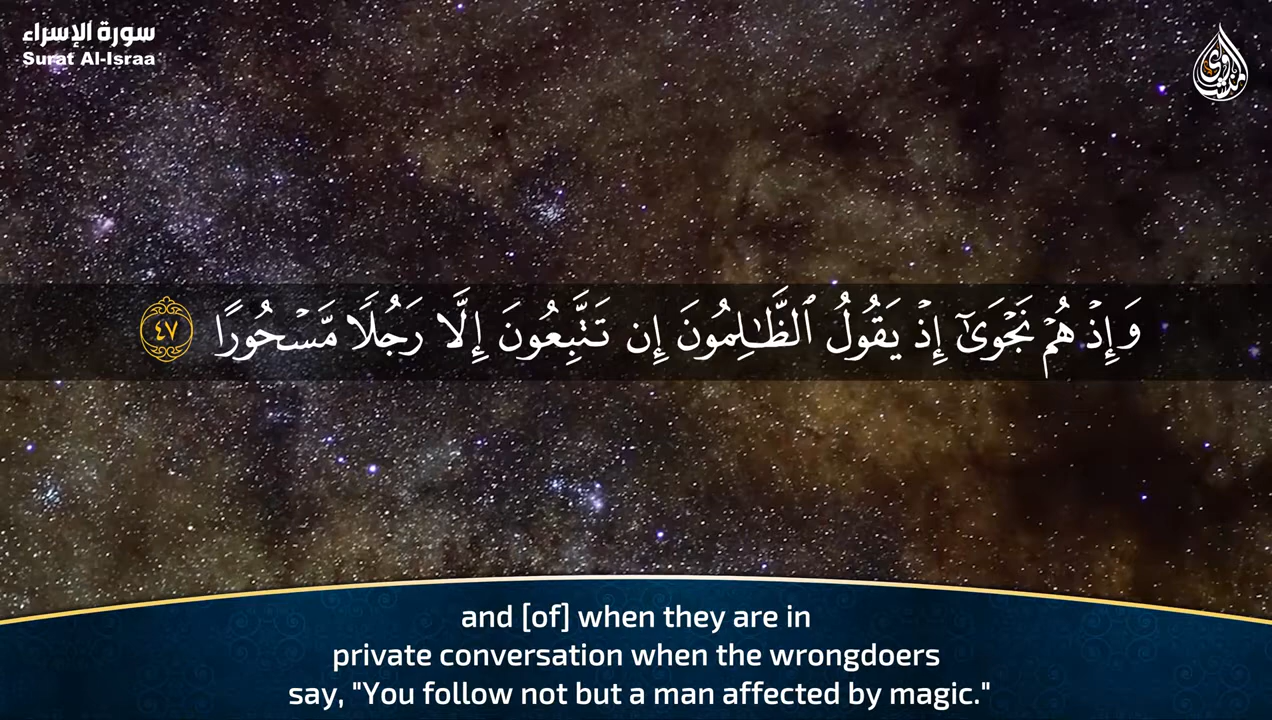 سورة الإسراء
Surat Al-Israa
منشاوي
وَإِذْ هُمْ نَجْوَىٰٓ إِذْ يَقُولُ ٱلظَّـٰلِمُونَ إِن تَتَّبِعُونَ إِلَّا رَجُلًا مَّسْحُورًا ٤٧
and [of] when they are in
private conversation when the wrongdoers
say, "You follow not but a man affected by magic."